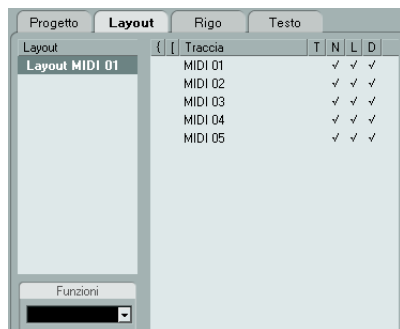 Progetto Layout Rigo Testo
Layout { [ Traccia T N L D
Layout MIDI 01 MIDI 01 √ √ √
MIDI 02 √ √ √
MIDI 03 √ √ √
MIDI 04 √ √ √
MIDI 05 √ √ √
Funzioni